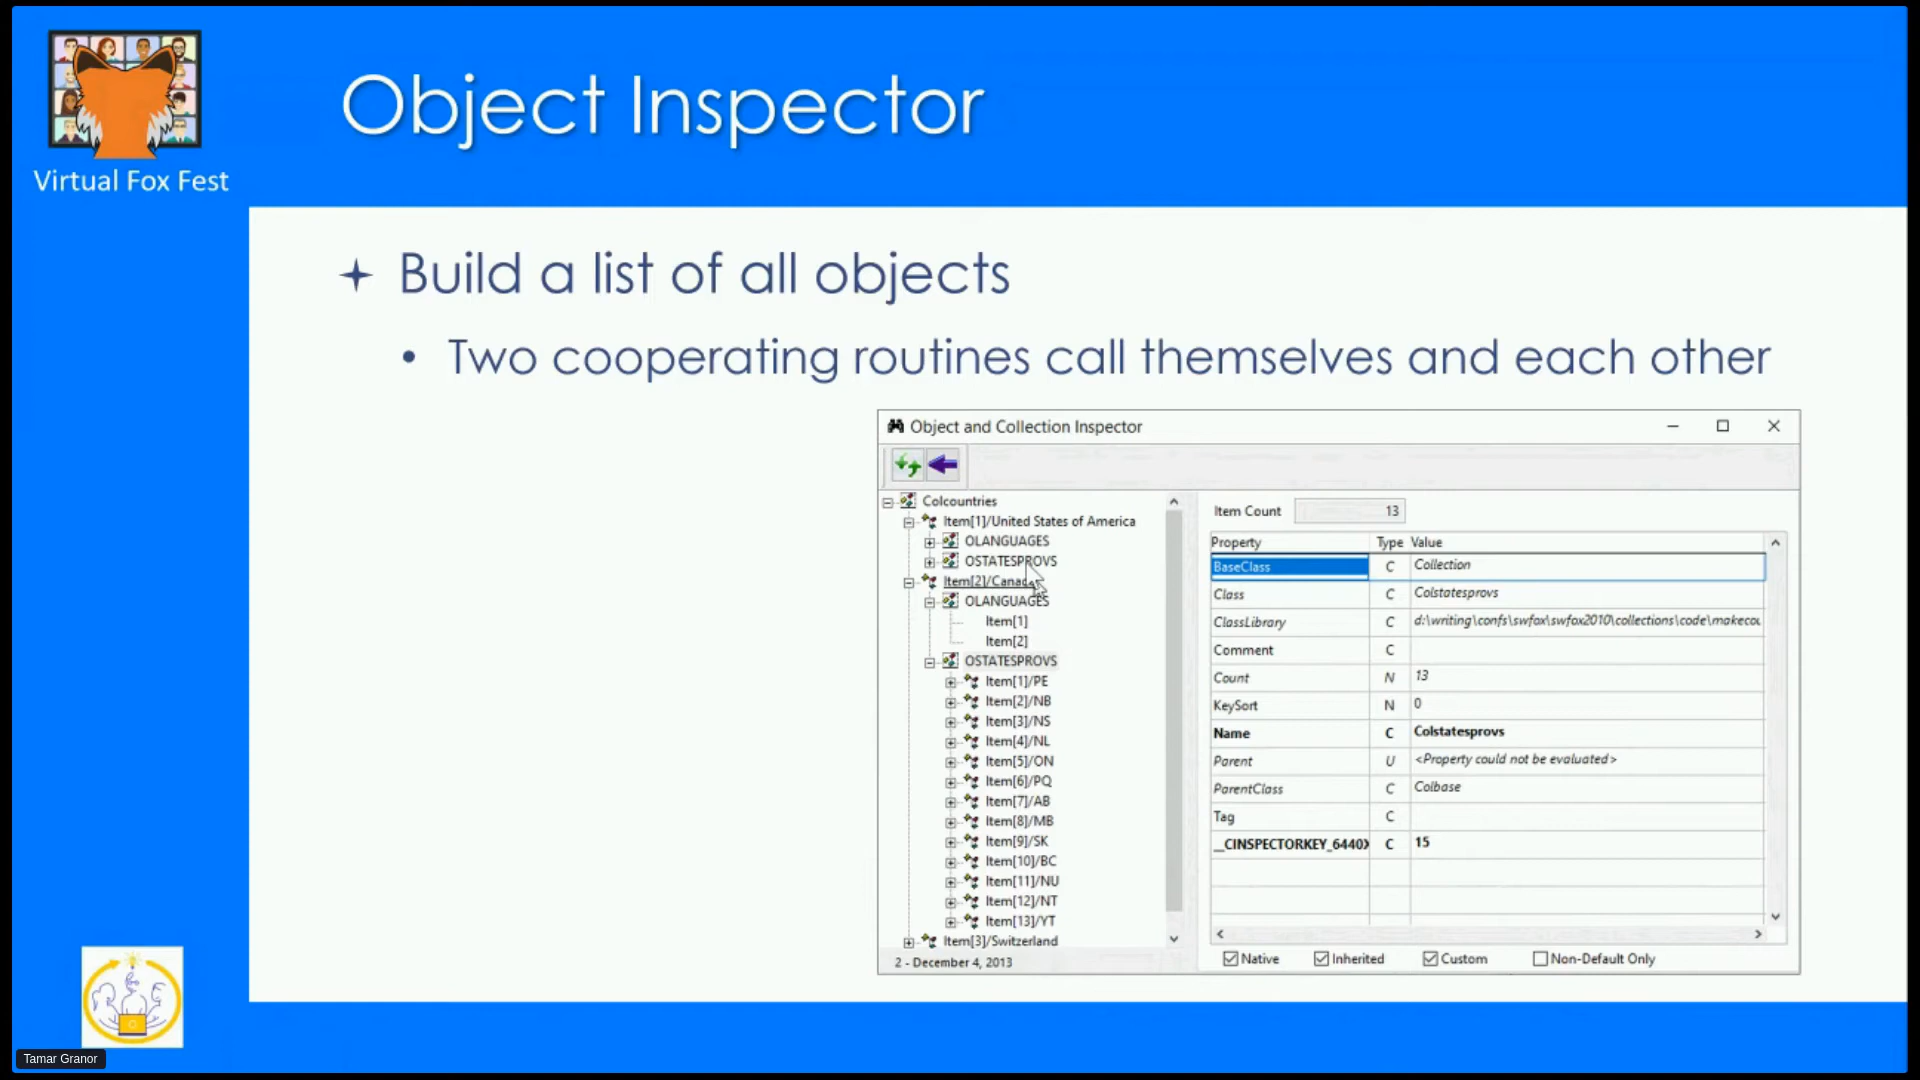 Virtual Fox Fest
Object Inspector
Build a list of all objects
• Two cooperating routines call themselves and each other
Object and Collection Inspector
Colcountries
Item[1]/United States of America
OLANGUAGES
OSTATESPROVS
Item[2]/Canad
OLANGUAGES
Item[1]
Item[2]
OSTATESPROVS
Item[1]/PE
Item[2]/NB
Item[3]/NS
Item[4]/NL
Item[5]/ON
Item[6]/PQ
Item[7]/AB
Item[8]/MB
Item[9]/SK
Item[10]/BC
Item[11]/NU
Item[12]/NT
Item[13]/YT
Item[3]/Switzerland
2 - December 4, 2013
Item Count 13
Property Type Value
BaseClass C Collection
Class C Colstatesprovs
ClassLibrary C d:\writing\confs\swfox\swfox2010\collections\code\makecou
Comment C
Count N 13
KeySort N 0
Name C Colstatesprovs
Parent U <Property could not be evaluated>
ParentClass C Colbase
Tag C
__CINSPECTORKEY_6440X C 15
Native Inherited Custom Non-Default Only
Tamar Granor